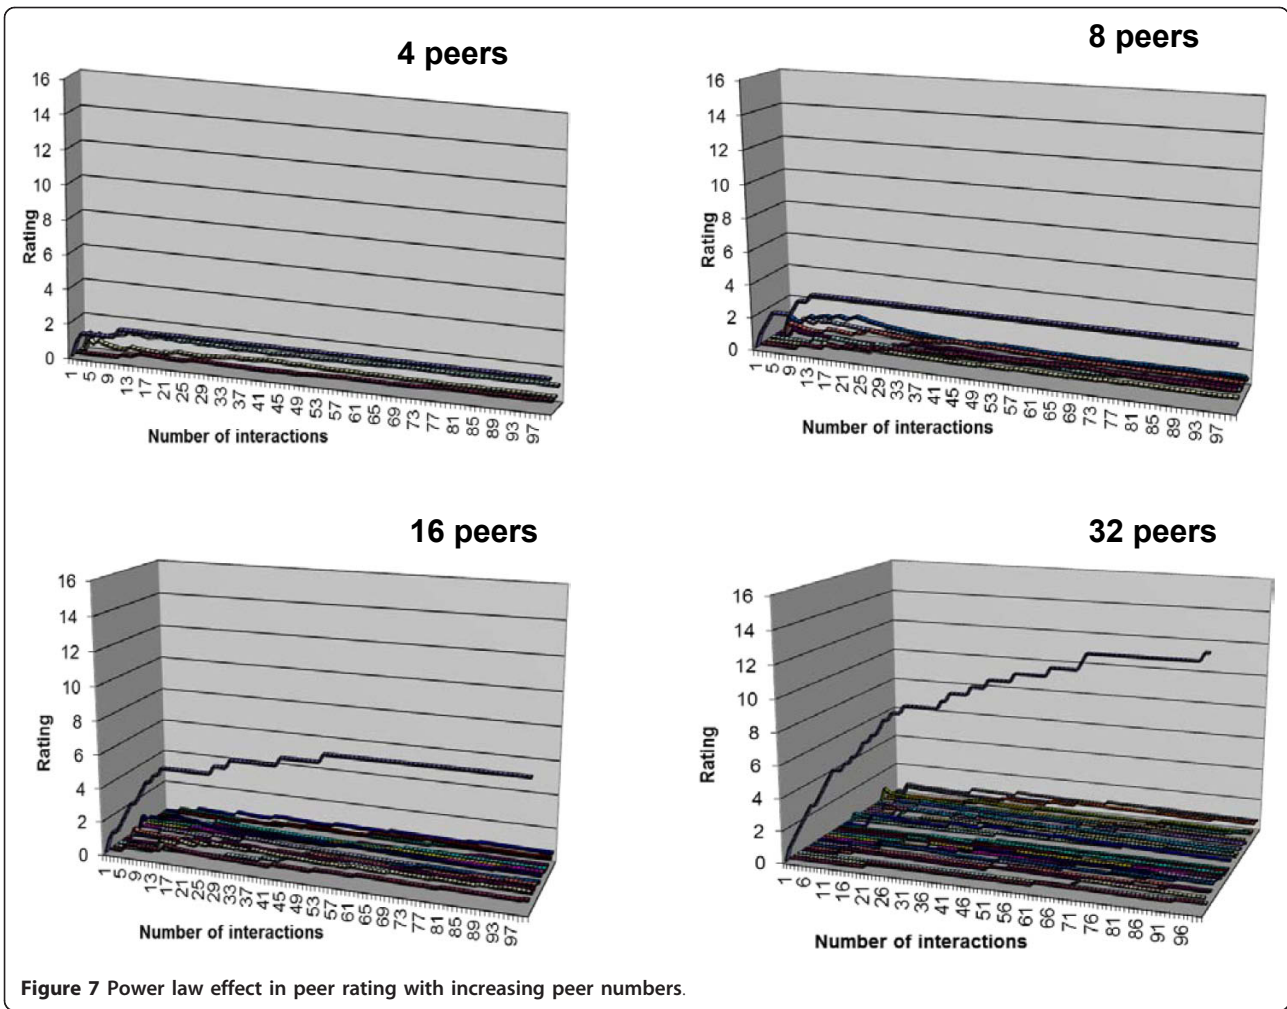 4 peers
16
14
12
10
8
6
4
2
0
Rating
1 5 9 13 17 21 25 29 33 37 41 45 49 53 57 61 65 69 73 77 81 85 89 93 97
Number of interactions
8 peers
16
14
12
10
8
6
4
2
0
Rating
1 5 9 13 17 21 25 29 33 37 41 45 49 53 57 61 65 69 73 77 81 85 89 93 97
Number of interactions
16 peers
16
14
12
10
8
6
4
2
0
Rating
1 5 9 13 17 21 25 29 33 37 41 45 49 53 57 61 65 69 73 77 81 85 89 93 97
Number of interactions
32 peers
16
14
12
10
8
6
4
2
0
Rating
1 6 11 16 21 26 31 36 41 46 51 56 61 66 71 76 81 86 91 96
Number of interactions
Figure 7 Power law effect in peer rating with increasing peer numbers.